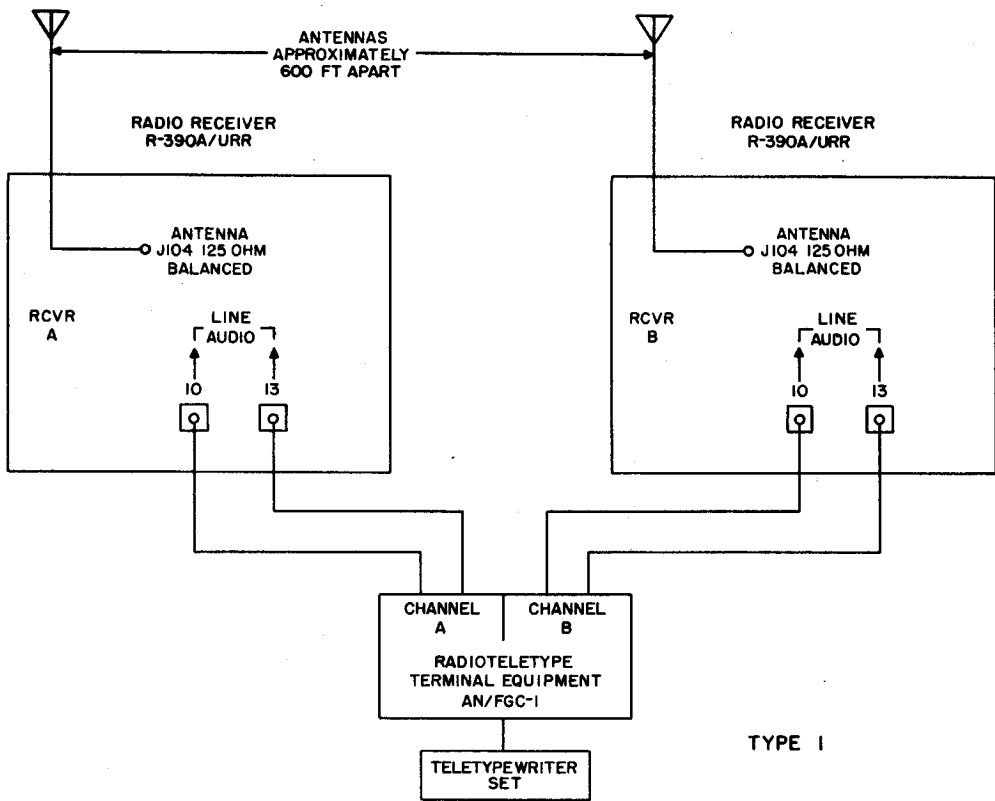 ANTENNAS
APPROXIMATELY
600 FT APART
RADIO RECEIVER
R-390A/URR
RADIO RECEIVER
R-390A/URR
ANTENNA
J104 125 OHM
BALANCED
RCVR
A
LINE
AUDIO
10
13
ANTENNA
J104 125 OHM
BALANCED
RCVR
B
LINE
AUDIO
10
13
CHANNEL
A
CHANNEL
B
RADIOTELETYPE
TERMINAL EQUIPMENT
AN/FGC-1
TELETYPEWRITER
SET
TYPE 1